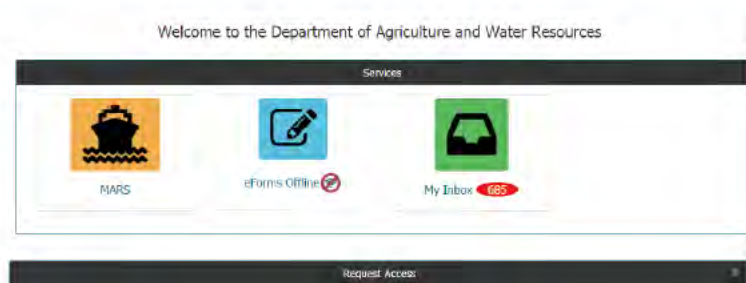 Welcome to the Department of Agriculture and Water Resources
Services
MARS
eForms Offline
My Inbox 685
Request Access